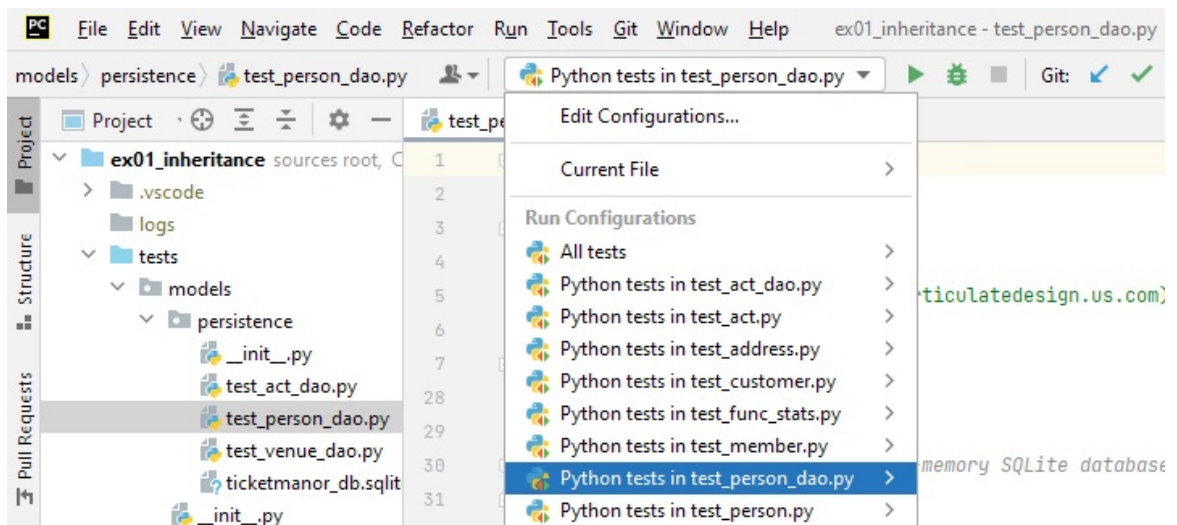 PC File Edit View Navigate Code Refactor Run Tools Git Window Help ex01_inheritance - test_person_dao.py
models persistence test_person_dao.py Python tests in test_person_dao.py Git:
Project
Project
test_pe
Edit Configurations...
ex01_inheritance sources root, C
1
Current File
.vscode
2
logs
3
Run Configurations
tests
4
All tests
models
5
Python tests in test_act_dao.py
ticulatedesign.us.com)
persistence
6
Python tests in test_act.py
__init__.py
7
Python tests in test_address.py
test_act_dao.py
28
Python tests in test_customer.py
test_person_dao.py
29
Python tests in test_func_stats.py
test_venue_dao.py
30
Python tests in test_member.py
-memory SQLite database
ticketmanor_db.sqlit
31
Python tests in test_person_dao.py
__init__.py
Python tests in test_person.py
Structure
Pull Requests